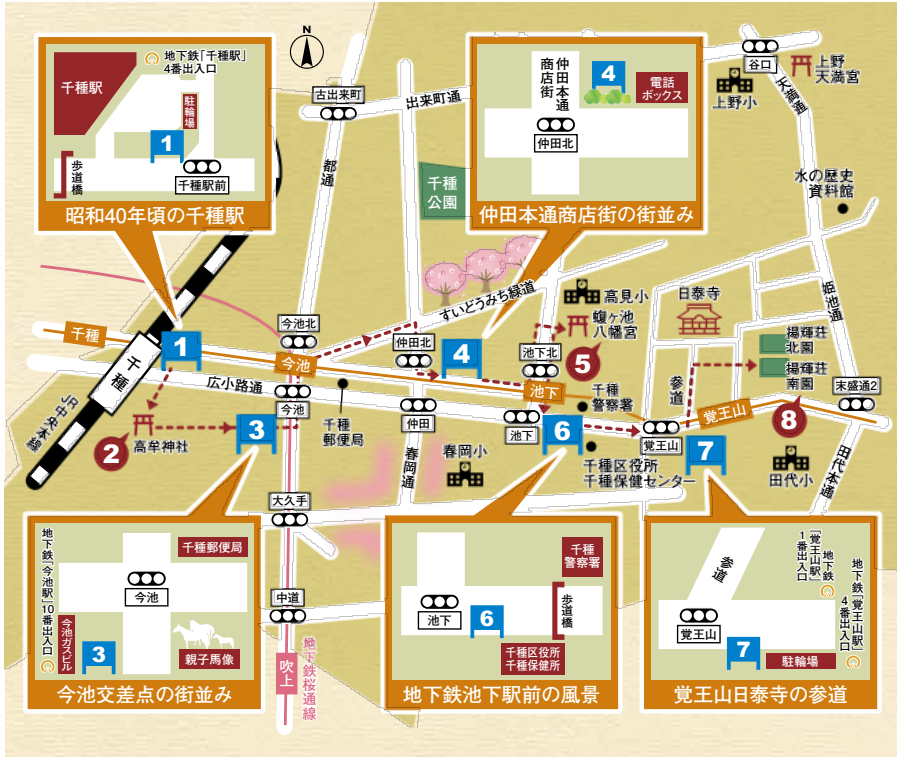 N
千種駅
地下鉄「千種駅」
4番出入口
駐輪場
1
歩道橋
千種駅前
昭和40年頃の千種駅
仲田本通
商店街
4
電話
ボックス
仲田北
仲田本通商店街の街並み
谷口
上野
天満宮
上野小
天満通
古出来町
出来町通
都通
千種
公園
水の歴史
資料館
すいどうみち緑道
高見小
蝮ヶ池
八幡宮
日泰寺
姫池通
千種
1
今池北
仲田北
4
池下北
5
揚輝荘
北園
揚輝荘
南園
千種
今池
池下
参道
広小路通
千種
警察署
覚王山
8
末盛通2
JR中央本線
2
高牟神社
3
今池
千種
郵便局
仲田
池下
6
覚王山
7
春岡通
春岡小
千種区役所
千種保健センター
田代小
田代本通
大久手
中道
吹上
地下鉄桜通線
地下鉄「今池駅」10番出入口
千種郵便局
今池
今池ガスビル
3
親子馬像
今池交差点の街並み
千種
警察署
池下
6
歩道橋
千種区役所
千種保健所
地下鉄池下駅前の風景
参道
地下鉄
「覚王山駅」
1番出入口
地下鉄「覚王山駅」
4番出入口
覚王山
7
駐輪場
覚王山日泰寺の参道